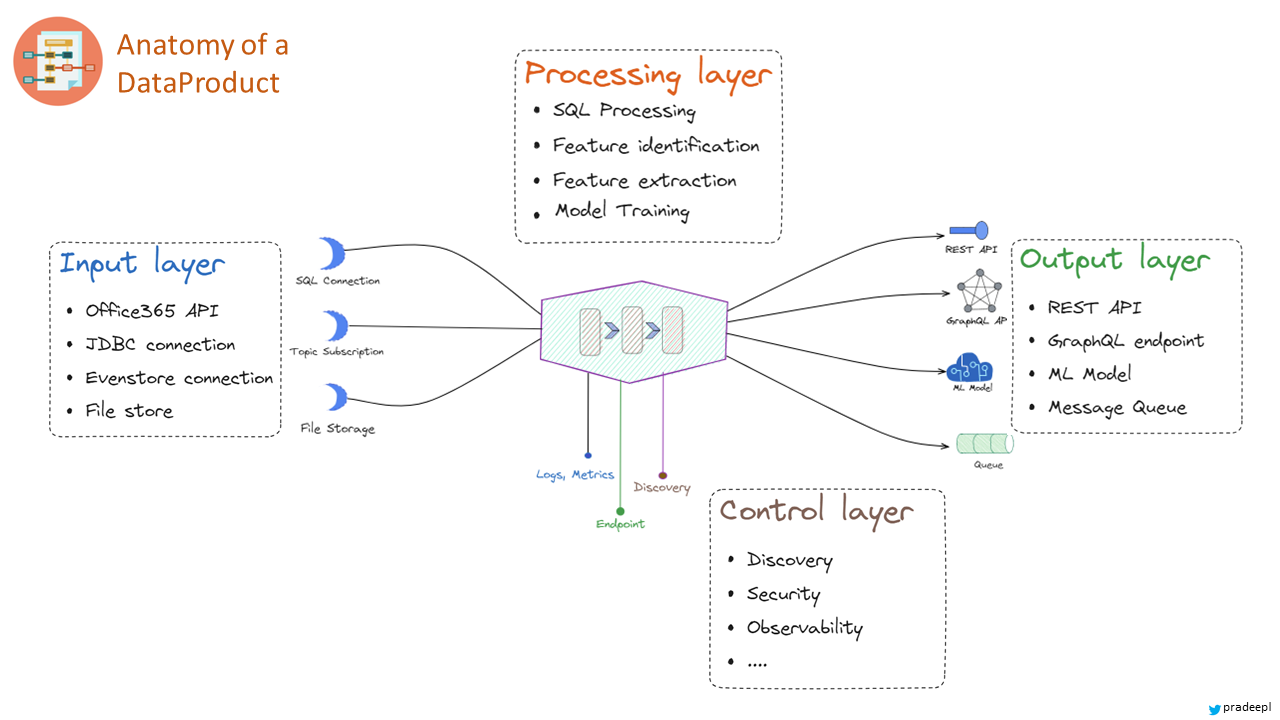 Anatomy of a
DataProduct
Processing layer
SQL Processing
Feature identification
Feature extraction
Model Training
Input layer
Office365 API
JDBC connection
Evenstore connection
File store
SQL Connection
Topic Subscription
File Storage
REST API
GraphQL AP
ML Model
Queue
Output layer
REST API
GraphQL endpoint
ML Model
Message Queue
Logs, Metrics
Discovery
Endpoint
Control layer
Discovery
Security
Observability
....
pradeepl